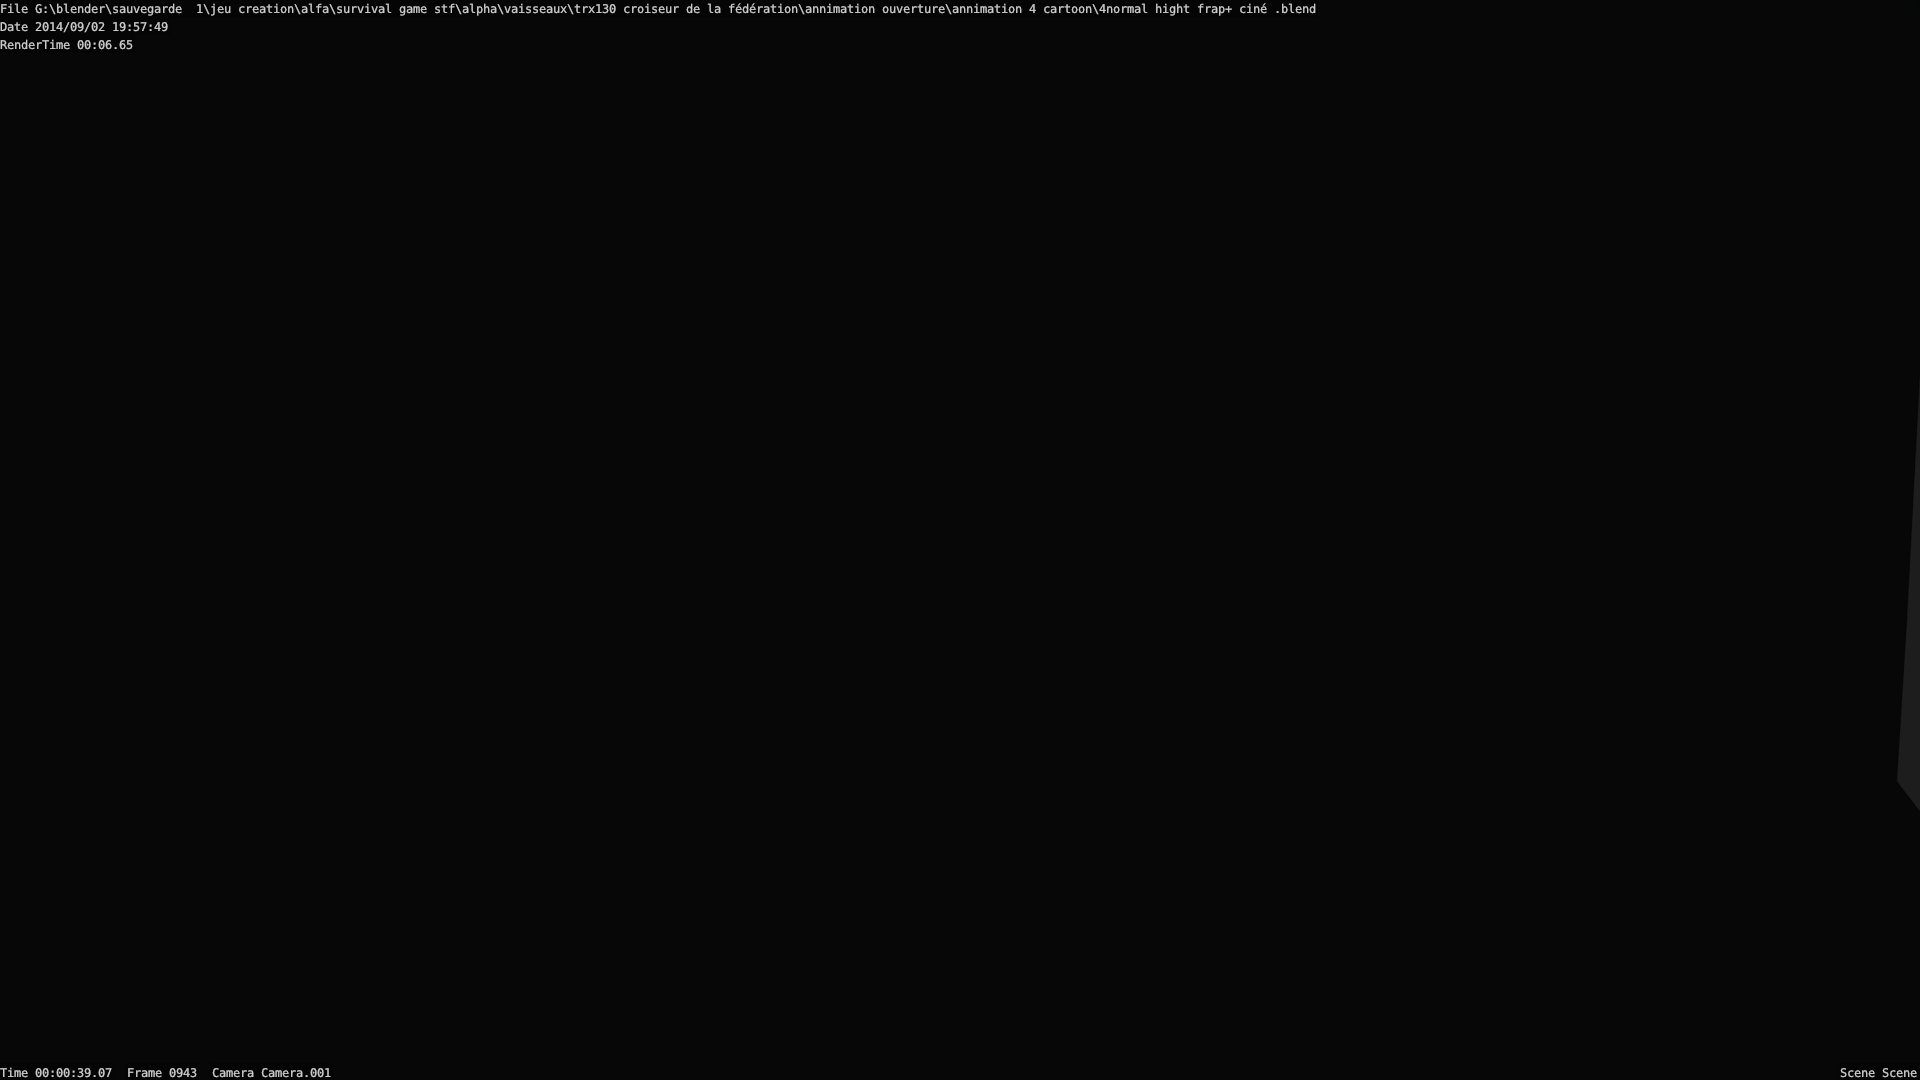 File G:\blender\sauvegarde  1\jeu creation\alfa\survival game stf\alpha\vaisseaux\trx130 croiseur de la fédération\annimation ouverture\annimation 4 cartoon\4normal hight frap+ ciné .blend
Date 2014/09/02 19:57:49
RenderTime 00:06.65
Time 00:00:39.07  Frame 0943  Camera Camera.001
Scene Scene